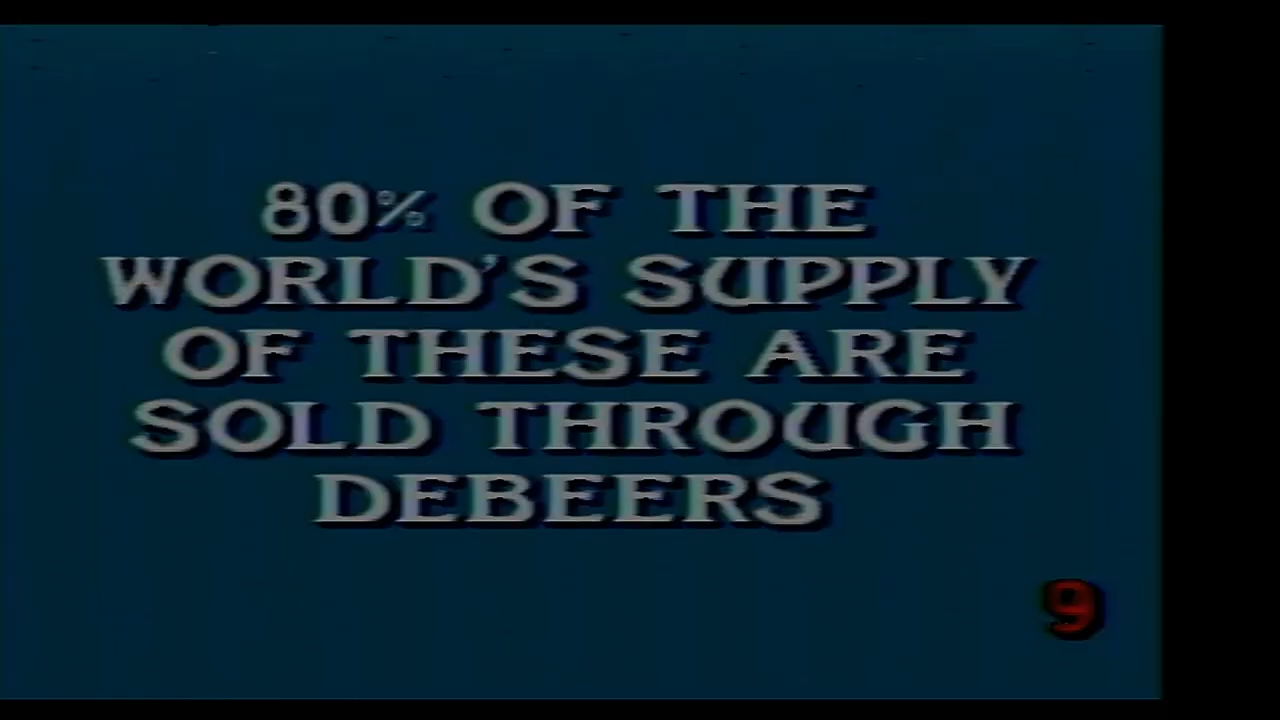 80% OF THE
WORLD'S SUPPLY
OF THESE ARE
SOLD THROUGH
DEBEERS
9